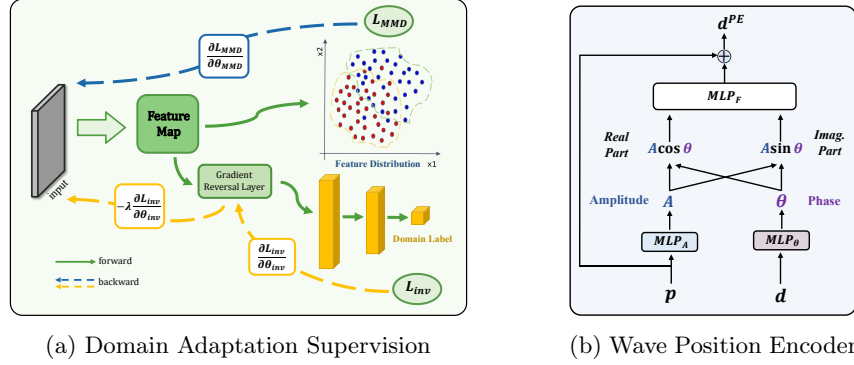 L_MMD
∂L_MMD
∂θ_MMD
x2
Feature
Map
input
Feature Distribution
x1
Gradient
Reversal Layer
−λ ∂L_inv
∂θ_inv
Domain Label
∂L_inv
∂θ_inv
forward
backward
L_inv
(a) Domain Adaptation Supervision
d^PE
⊕
MLP_F
Real
Part
Acos θ
Asin θ
Imag.
Part
Amplitude
A
θ
Phase
MLP_A
MLP_θ
p
d
(b) Wave Position Encoder